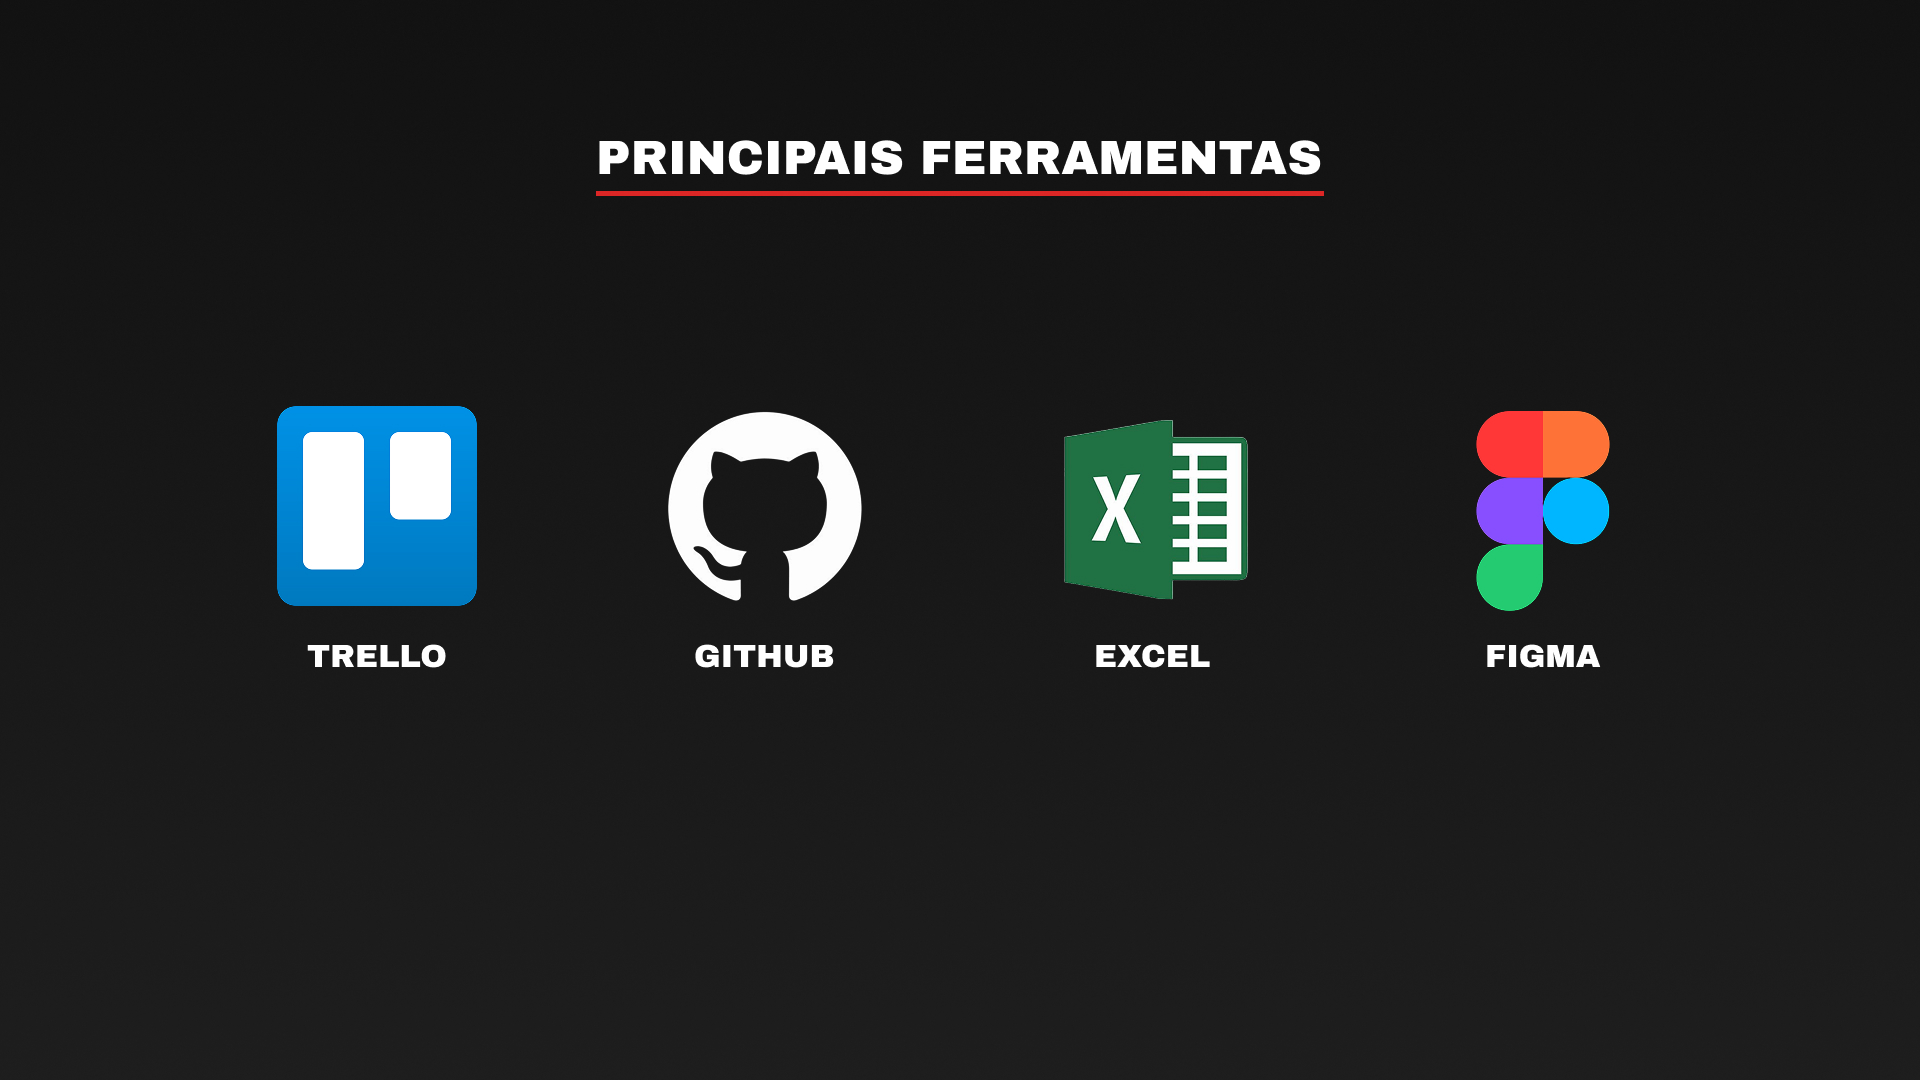 PRINCIPAIS FERRAMENTAS
X
TRELLO
GITHUB
EXCEL
FIGMA